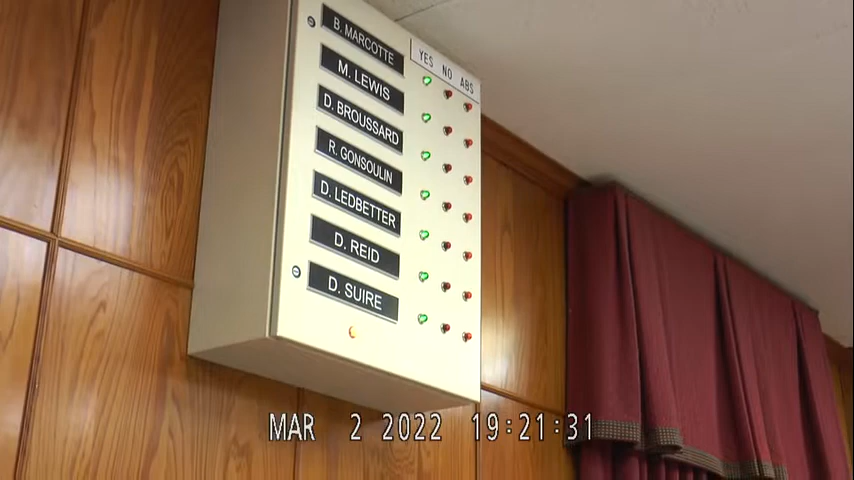 YES NO ABS
B. MARCOTTE
M. LEWIS
D. BROUSSARD
R. GONSOULIN
D. LEDBETTER
D. REID
D. SUIRE
MAR 2 2022 19:21:31